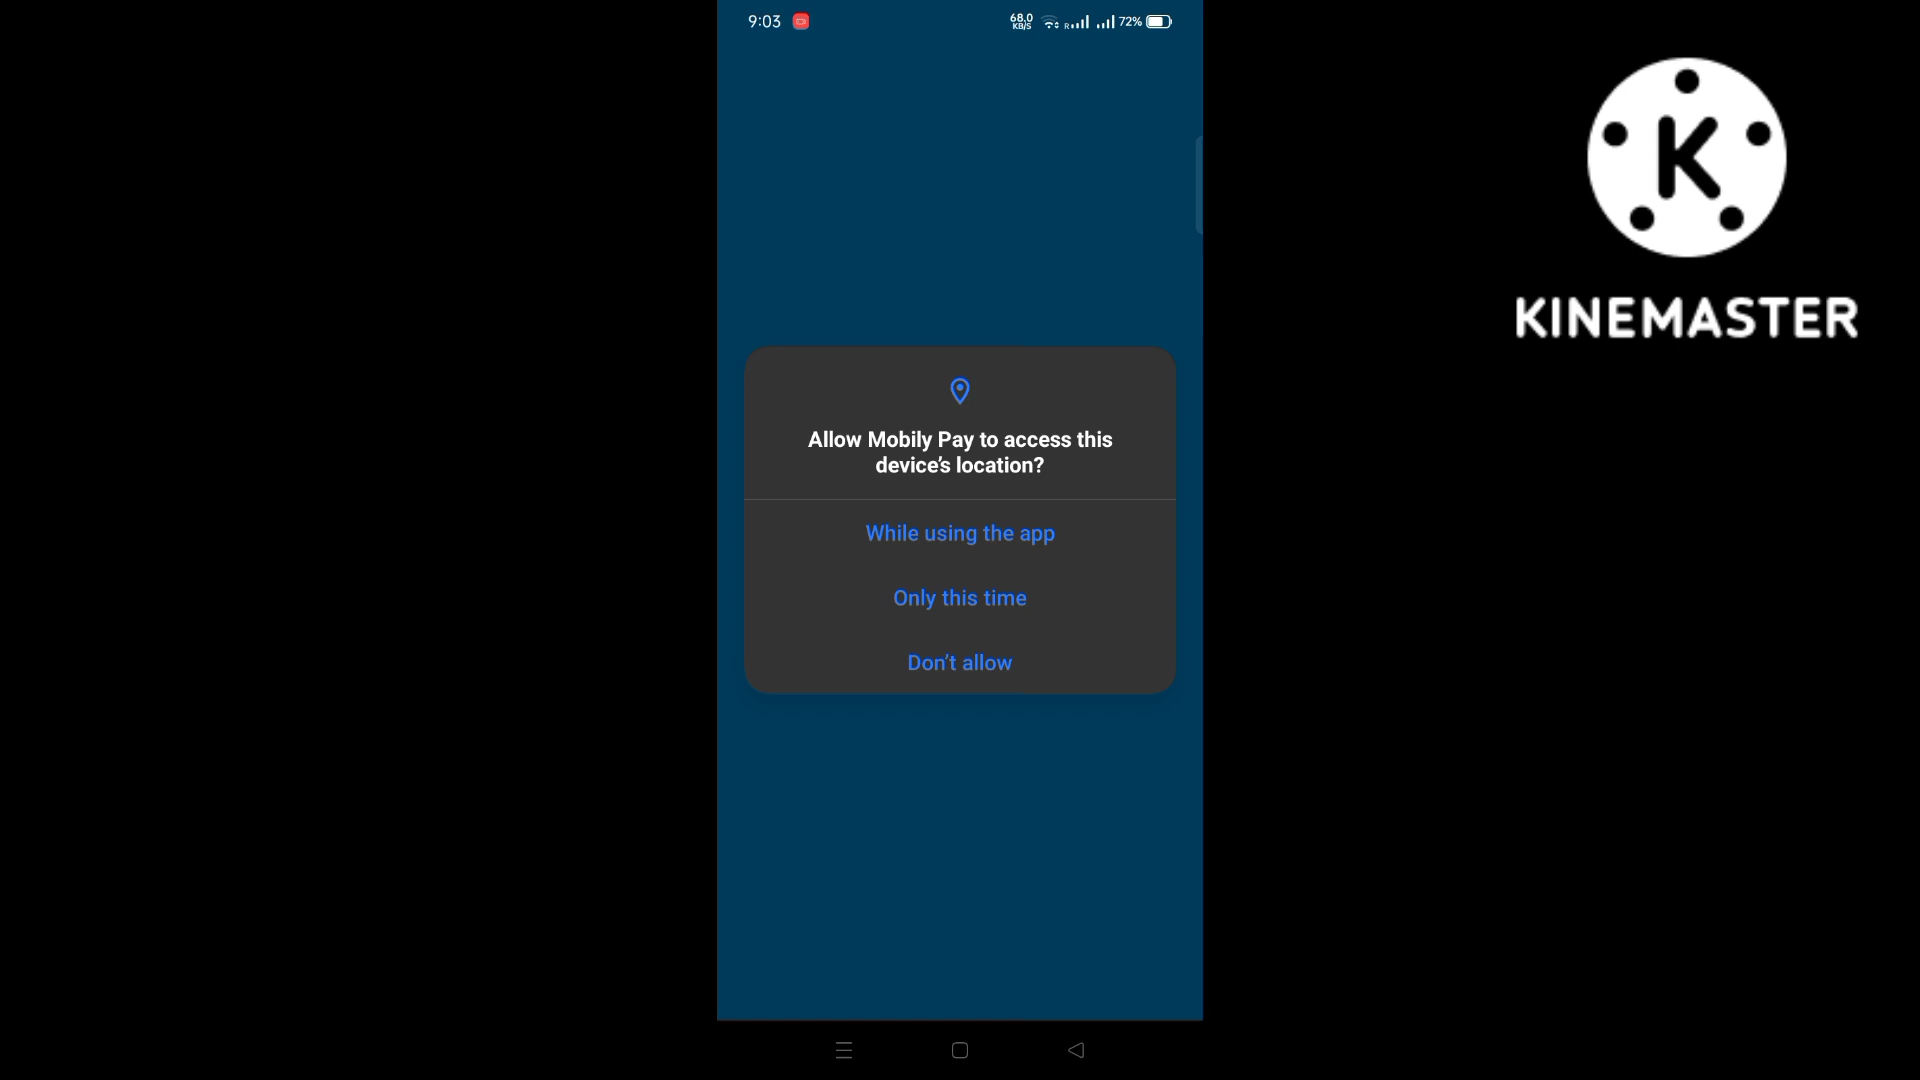 9:03
68.0
KB/S
R
72%
K
KINEMASTER
Allow Mobily Pay to access this
device's location?
While using the app
Only this time
Don't allow